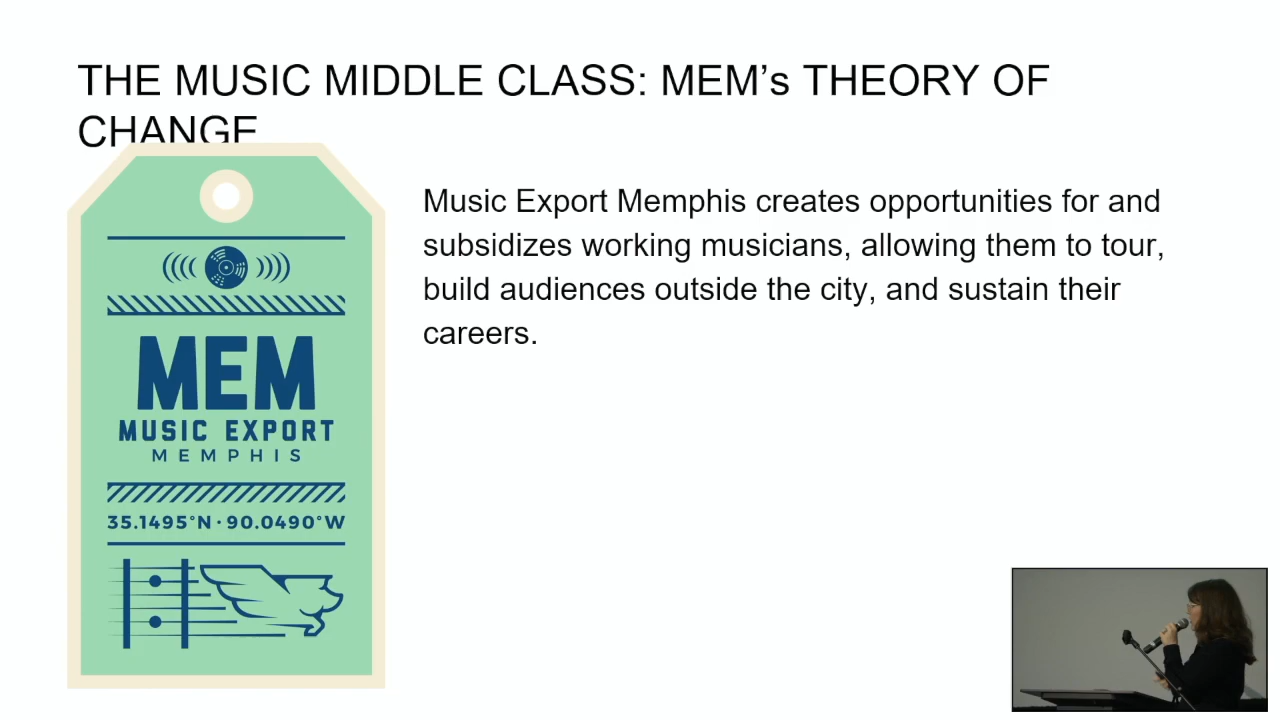 THE MUSIC MIDDLE CLASS: MEM’s THEORY OF
CHANGE
Music Export Memphis creates opportunities for and
subsidizes working musicians, allowing them to tour,
build audiences outside the city, and sustain their
careers.
MEM
MUSIC EXPORT
MEMPHIS
35.1495°N·90.0490°W